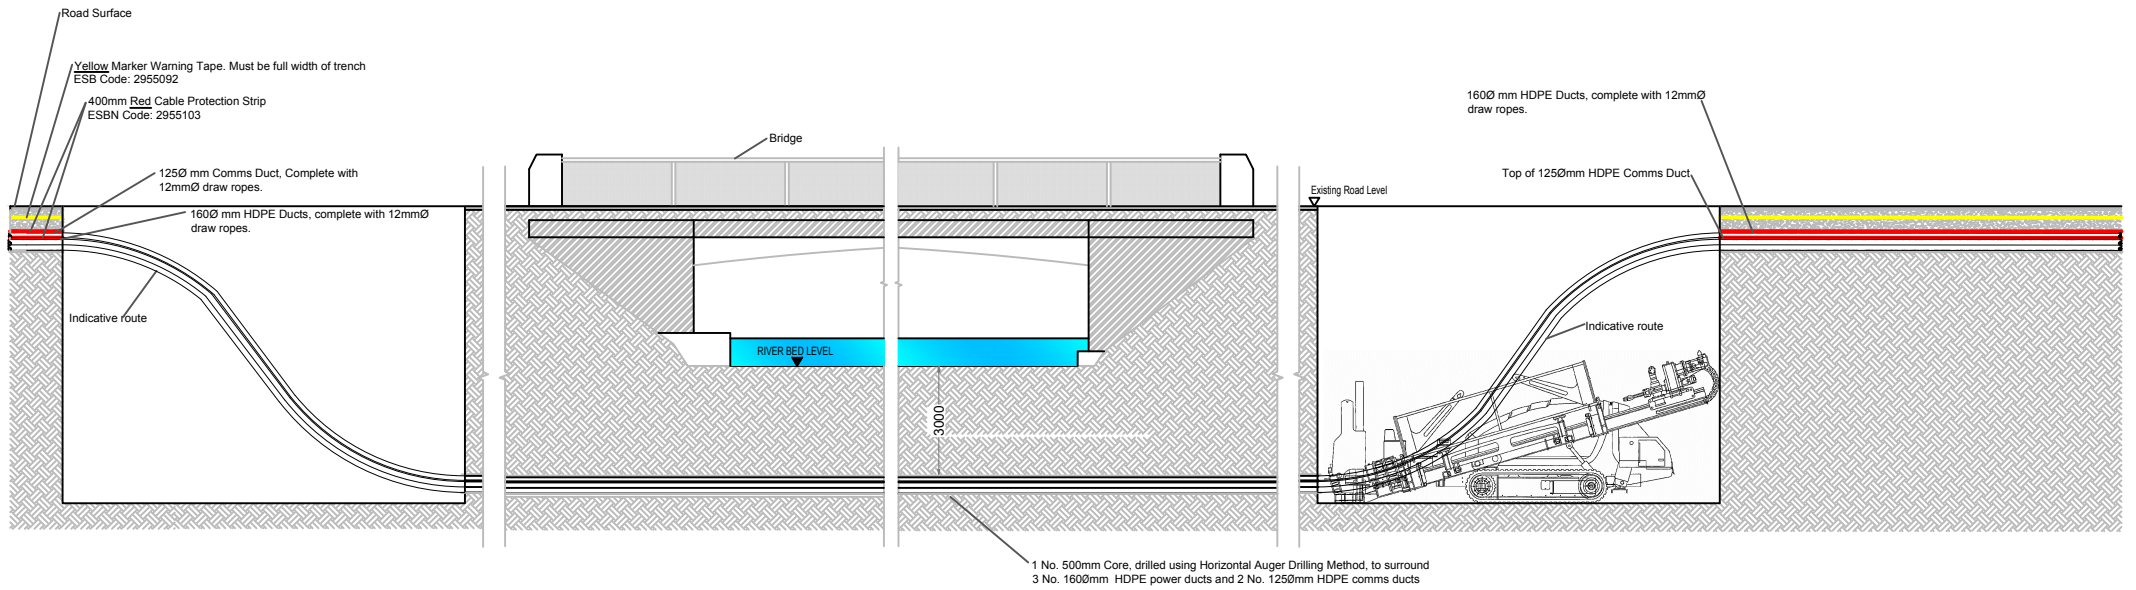 Road Surface
Yellow Marker Warning Tape. Must be full width of trench
ESB Code: 2955092
400mm Red Cable Protection Strip
ESBN Code: 2955103
125Ø mm Comms Duct, Complete with
12mmØ draw ropes.
160Ø mm HDPE Ducts, complete with 12mmØ
draw ropes.
Indicative route
Bridge
RIVER BED LEVEL
3000
Existing Road Level
160Ø mm HDPE Ducts, complete with 12mmØ
draw ropes.
Top of 125Ømm HDPE Comms Duct
Indicative route
1 No. 500mm Core, drilled using Horizontal Auger Drilling Method, to surround
3 No. 160Ømm HDPE power ducts and 2 No. 125Ømm HDPE comms ducts